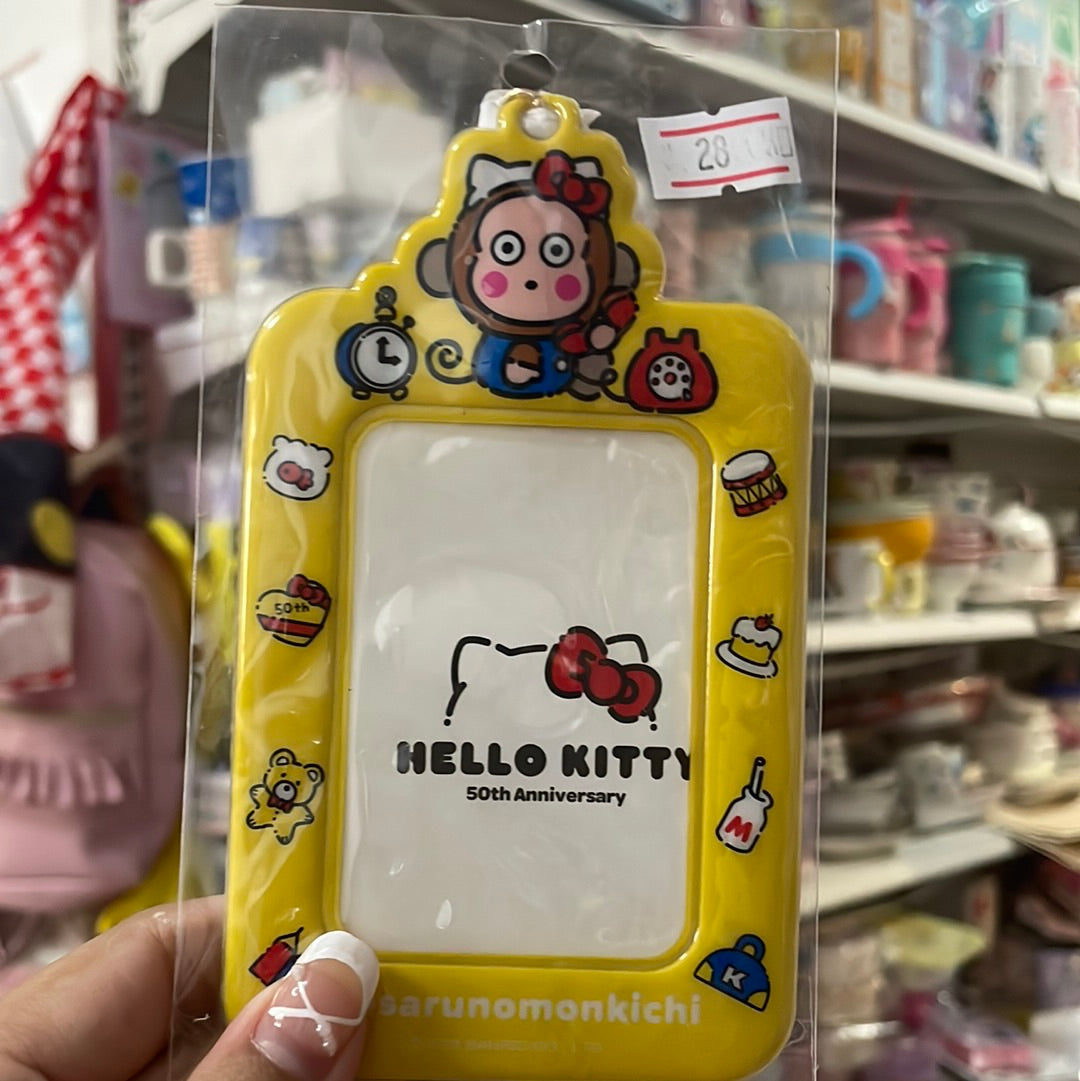 28
50th
HELLO KITTY
50th Anniversary
M
K
sarunomonkichi